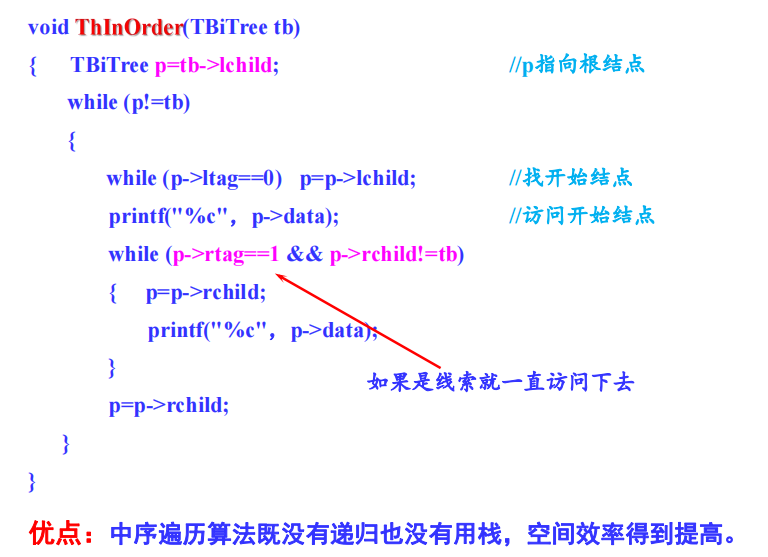 void ThInOrder(TBiTree tb)
{ TBiTree p=tb->lchild; //p指向根结点
while (p!=tb)
{
while (p->ltag==0) p=p->lchild; //找开始结点
printf("%c"，p->data); //访问开始结点
while (p->rtag==1 && p->rchild!=tb)
{ p=p->rchild;
printf("%c"，p->data);
}
如果是线索就一直访问下去
p=p->rchild;
}
}
优点：中序遍历算法既没有递归也没有用栈，空间效率得到提高。